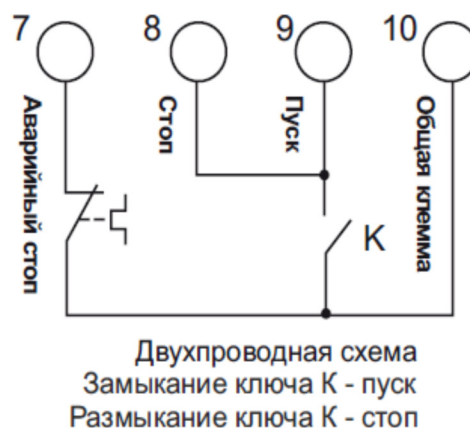 7 8 9 10
Аварийный стоп
Стоп
Пуск
Общая клемма
К
Двухпроводная схема
Замыкание ключа К - пуск
Размыкание ключа К - стоп